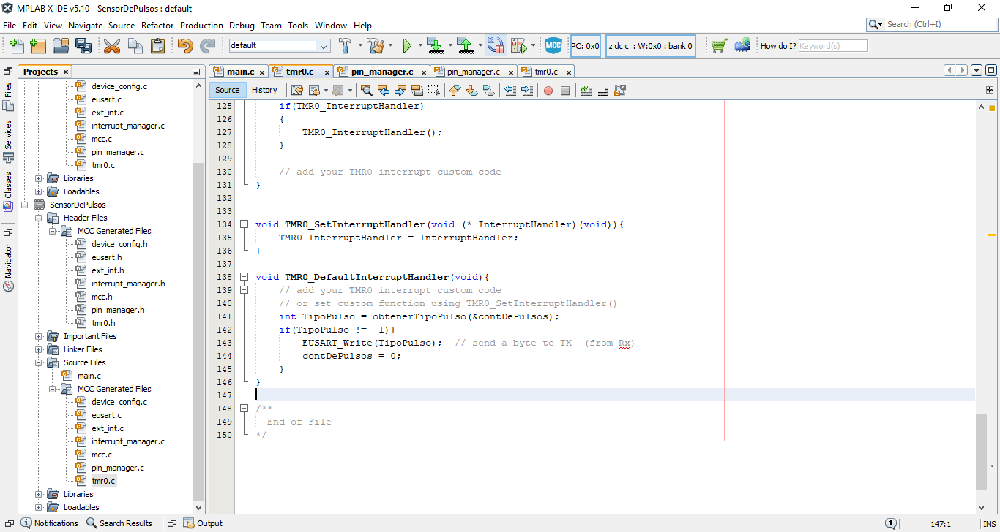 MPLAB X IDE v5.10 - SensorDePulsos : default
File Edit View Navigate Source Refactor Production Debug Team Tools Window Help
Search (Ctrl+I)
default
MCC
PC: 0x0
z dc c : W:0x0 : bank 0
How do I?
Keyword(s)
Files
Services
Classes
Navigator
Projects
device_config.c
eusart.c
ext_int.c
interrupt_manager.c
mcc.c
pin_manager.c
tmr0.c
Libraries
Loadables
SensorDePulsos
Header Files
MCC Generated Files
device_config.h
eusart.h
ext_int.h
interrupt_manager.h
mcc.h
pin_manager.h
tmr0.h
Important Files
Linker Files
Source Files
main.c
MCC Generated Files
device_config.c
eusart.c
ext_int.c
interrupt_manager.c
mcc.c
pin_manager.c
tmr0.c
Libraries
Loadables
main.c
tmr0.c
pin_manager.c
pin_manager.c
tmr0.c
Source
History
125     if(TMR0_InterruptHandler)
126     {
127         TMR0_InterruptHandler();
128     }
129
130     // add your TMR0 interrupt custom code
131 }
132
133
134 void TMR0_SetInterruptHandler(void (* InterruptHandler)(void)){
135     TMR0_InterruptHandler = InterruptHandler;
136 }
137
138 void TMR0_DefaultInterruptHandler(void){
139     // add your TMR0 interrupt custom code
140     // or set custom function using TMR0_SetInterruptHandler()
141     int TipoPulso = obtenerTipoPulso(&contDePulsos);
142     if(TipoPulso != -1){
143         EUSART_Write(TipoPulso);  // send a byte to TX  (from Rx)
144         contDePulsos = 0;
145     }
146 }
147
148 /**
149   End of File
150 */
Notifications
Search Results
Output
147:1
INS